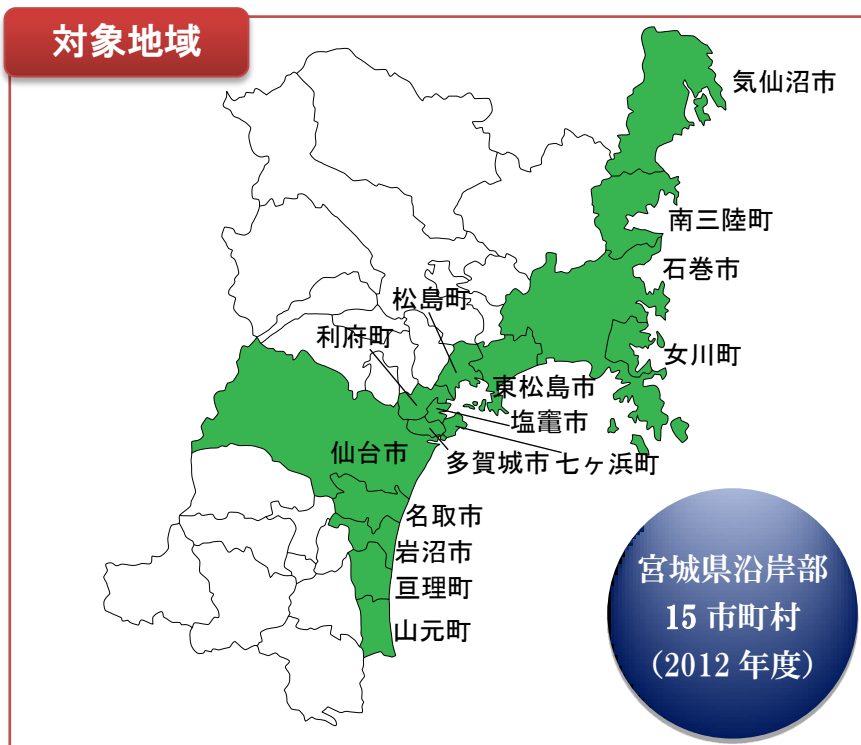 対象地域
気仙沼市
南三陸町
石巻市
松島町
利府町
女川町
東松島市
塩竈市
仙台市
多賀城市
七ヶ浜町
名取市
岩沼市
亘理町
山元町
宮城県沿岸部
15 市町村
（2012 年度）